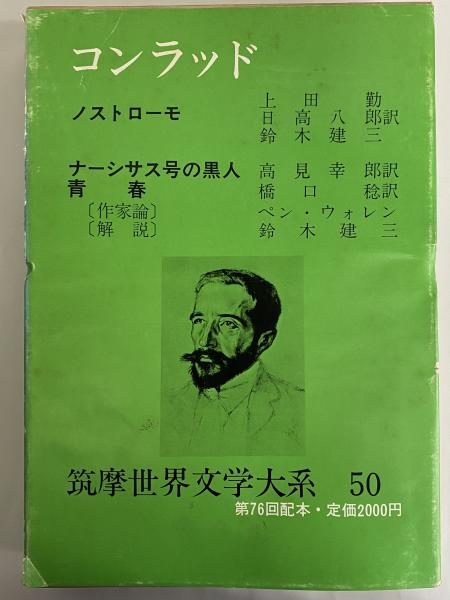 コンラッド
ノストローモ 上田勤
日高八郎訳
鈴木建三
ナーシサス号の黒人 高見幸郎訳
青春 橋口稔訳
〔作家論〕 ペン・ウォレン
〔解説〕 鈴木建三
筑摩世界文学大系 50
第76回配本・定価2000円